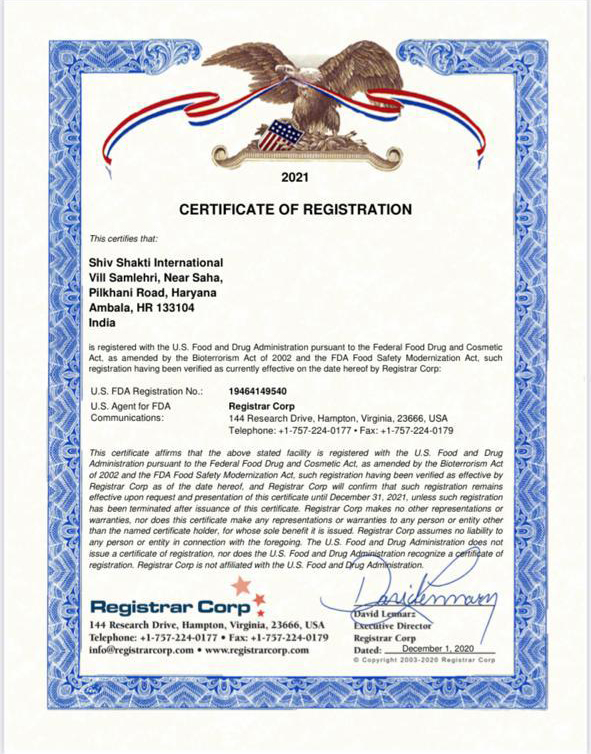 2021
CERTIFICATE OF REGISTRATION
This certifies that:
Shiv Shakti International
Vill Samlehri, Near Saha,
Pilkhani Road, Haryana
Ambala, HR 133104
India
is registered with the U.S. Food and Drug Administration pursuant to the Federal Food Drug and Cosmetic
Act, as amended by the Bioterrorism Act of 2002 and the FDA Food Safety Modernization Act, such
registration having been verified as currently effective on the date hereof by Registrar Corp:
U.S. FDA Registration No.: 19464149540
U.S. Agent for FDA Registrar Corp
Communications: 144 Research Drive, Hampton, Virginia, 23666, USA
Telephone: +1-757-224-0177 • Fax: +1-757-224-0179
This certificate affirms that the above stated facility is registered with the U.S. Food and Drug
Administration pursuant to the Federal Food Drug and Cosmetic Act, as amended by the Bioterrorism Act
of 2002 and the FDA Food Safety Modernization Act, such registration having been verified as effective by
Registrar Corp as of the date hereof, and Registrar Corp will confirm that such registration remains
effective upon request and presentation of this certificate until December 31, 2021, unless such registration
has been terminated after issuance of this certificate. Registrar Corp makes no other representations or
warranties, nor does this certificate make any representations or warranties to any person or entity other
than the named certificate holder, for whose sole benefit it is issued. Registrar Corp assumes no liability to
any person or entity in connection with the foregoing. The U.S. Food and Drug Administration does not
issue a certificate of registration, nor does the U.S. Food and Drug Administration recognize a certificate of
registration. Registrar Corp is not affiliated with the U.S. Food and Drug Administration.
Registrar Corp
144 Research Drive, Hampton, Virginia, 23666, USA
Telephone: +1-757-224-0177 • Fax: +1-757-224-0179
info@registrarcorp.com • www.registrarcorp.com
David Lennarz
Executive Director
Registrar Corp
Dated: December 1, 2020
© Copyright 2003-2020 Registrar Corp